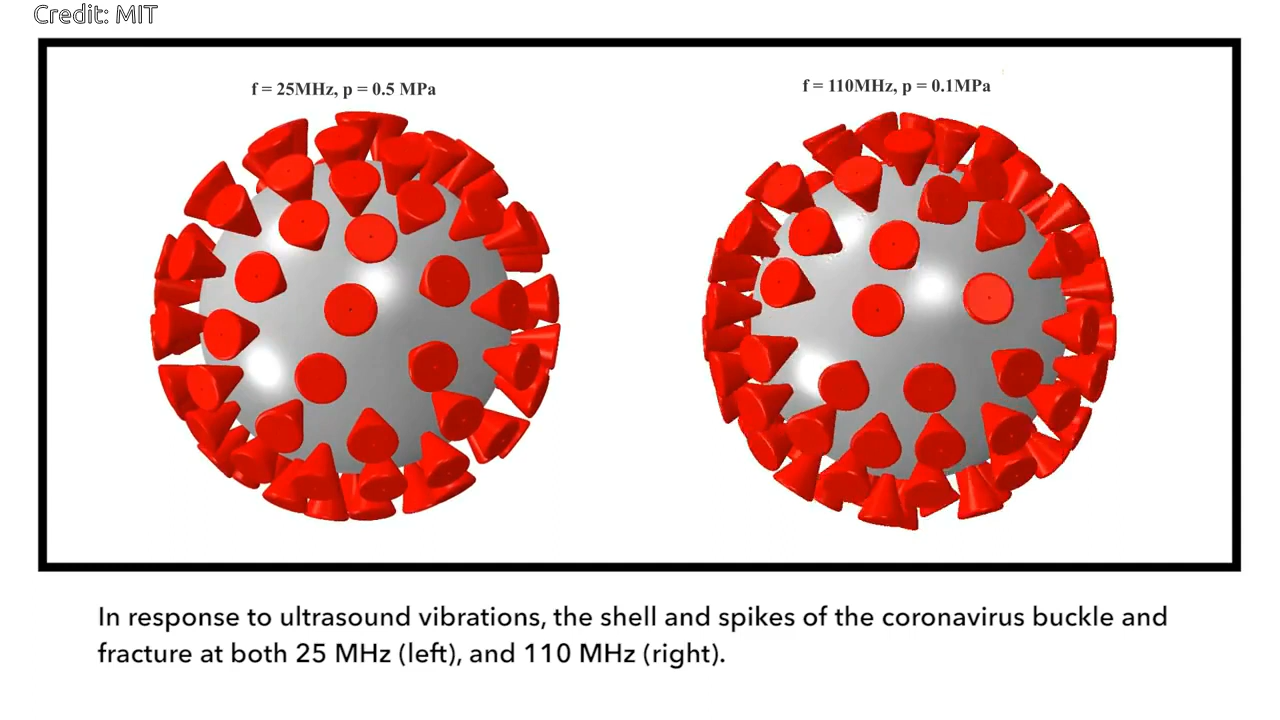 Credit: MIT
f = 25MHz, p = 0.5 MPa
f = 110MHz, p = 0.1MPa
In response to ultrasound vibrations, the shell and spikes of the coronavirus buckle and
fracture at both 25 MHz (left), and 110 MHz (right).